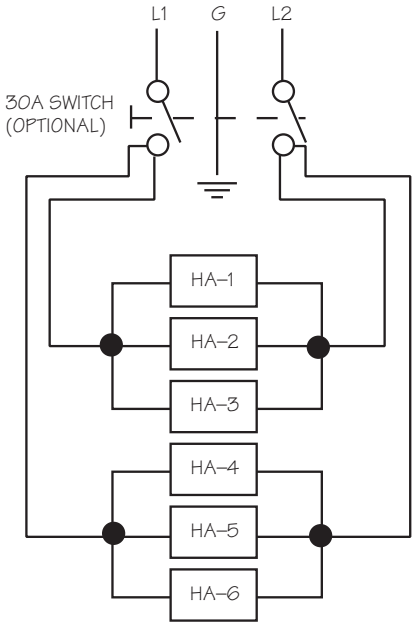 L1 G L2
30A SWITCH
(OPTIONAL)
HA-1
HA-2
HA-3
HA-4
HA-5
HA-6